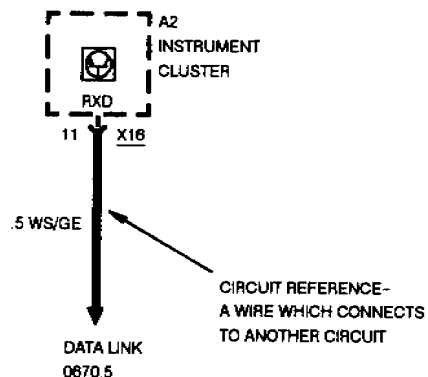 A2
INSTRUMENT
CLUSTER
RXD
11 X16
.5 WS/GE
CIRCUIT REFERENCE–
A WIRE WHICH CONNECTS
TO ANOTHER CIRCUIT
DATA LINK
0670.5